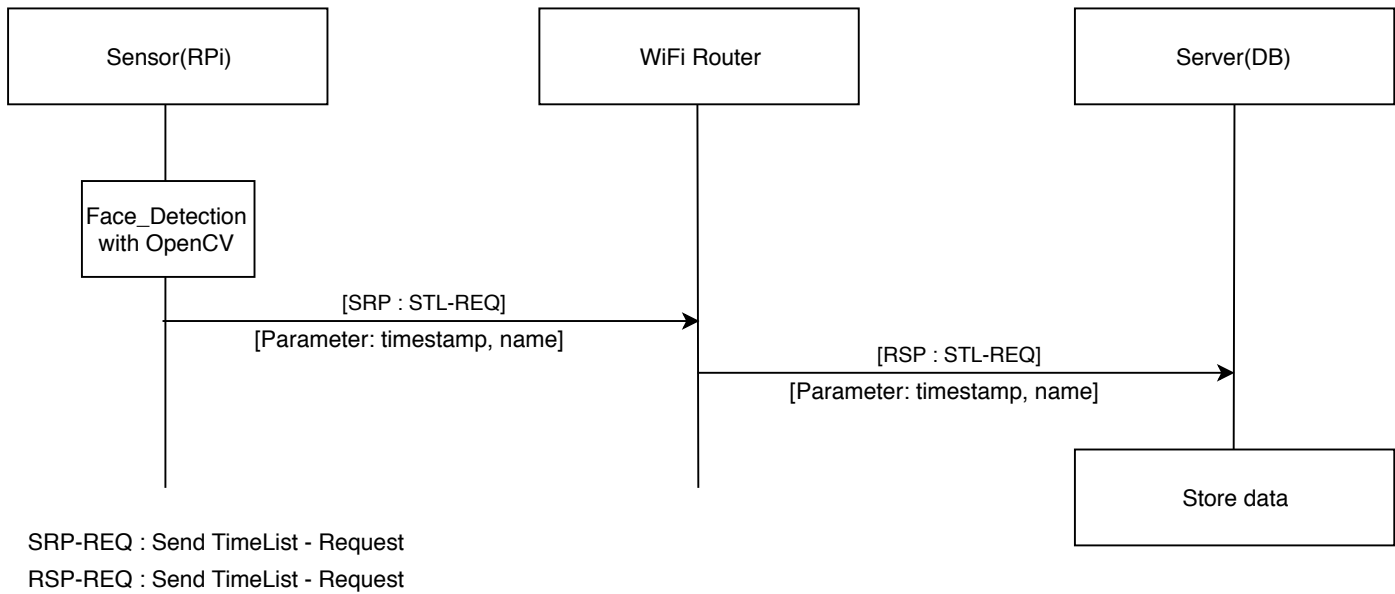 Sensor(RPi)
WiFi Router
Server(DB)
Face_Detection
with OpenCV
[SRP : STL-REQ]
[Parameter: timestamp, name]
[RSP : STL-REQ]
[Parameter: timestamp, name]
Store data
SRP-REQ : Send TimeList - Request
RSP-REQ : Send TimeList - Request